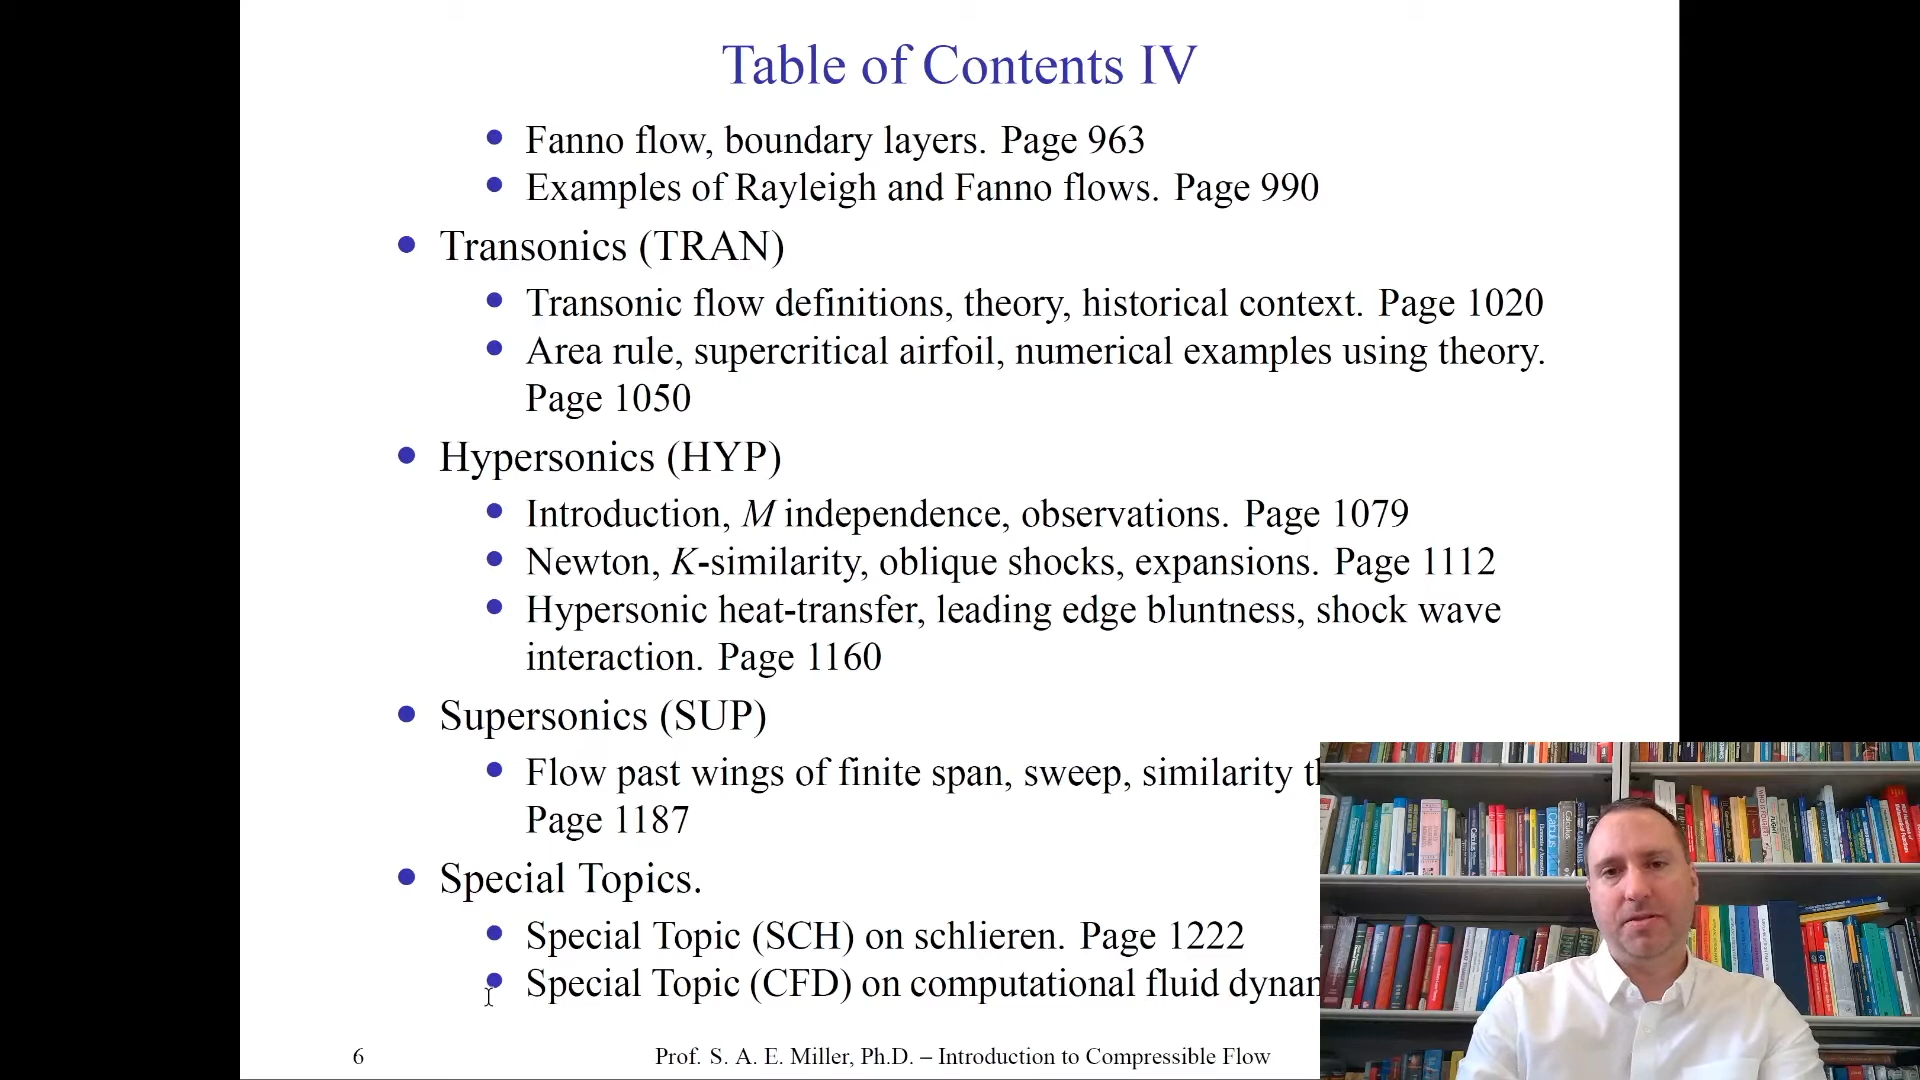 Table of Contents IV
Fanno flow, boundary layers. Page 963
Examples of Rayleigh and Fanno flows. Page 990
Transonics (TRAN)
Transonic flow definitions, theory, historical context. Page 1020
Area rule, supercritical airfoil, numerical examples using theory.
Page 1050
Hypersonics (HYP)
Introduction, M independence, observations. Page 1079
Newton, K-similarity, oblique shocks, expansions. Page 1112
Hypersonic heat-transfer, leading edge bluntness, shock wave
interaction. Page 1160
Supersonics (SUP)
Flow past wings of finite span, sweep, similarity
Page 1187
Special Topics.
Special Topic (SCH) on schlieren. Page 1222
Special Topic (CFD) on computational fluid
6
Prof. S. A. E. Miller, Ph.D. – Introduction to Compressible Flow
Calculus
Calculus